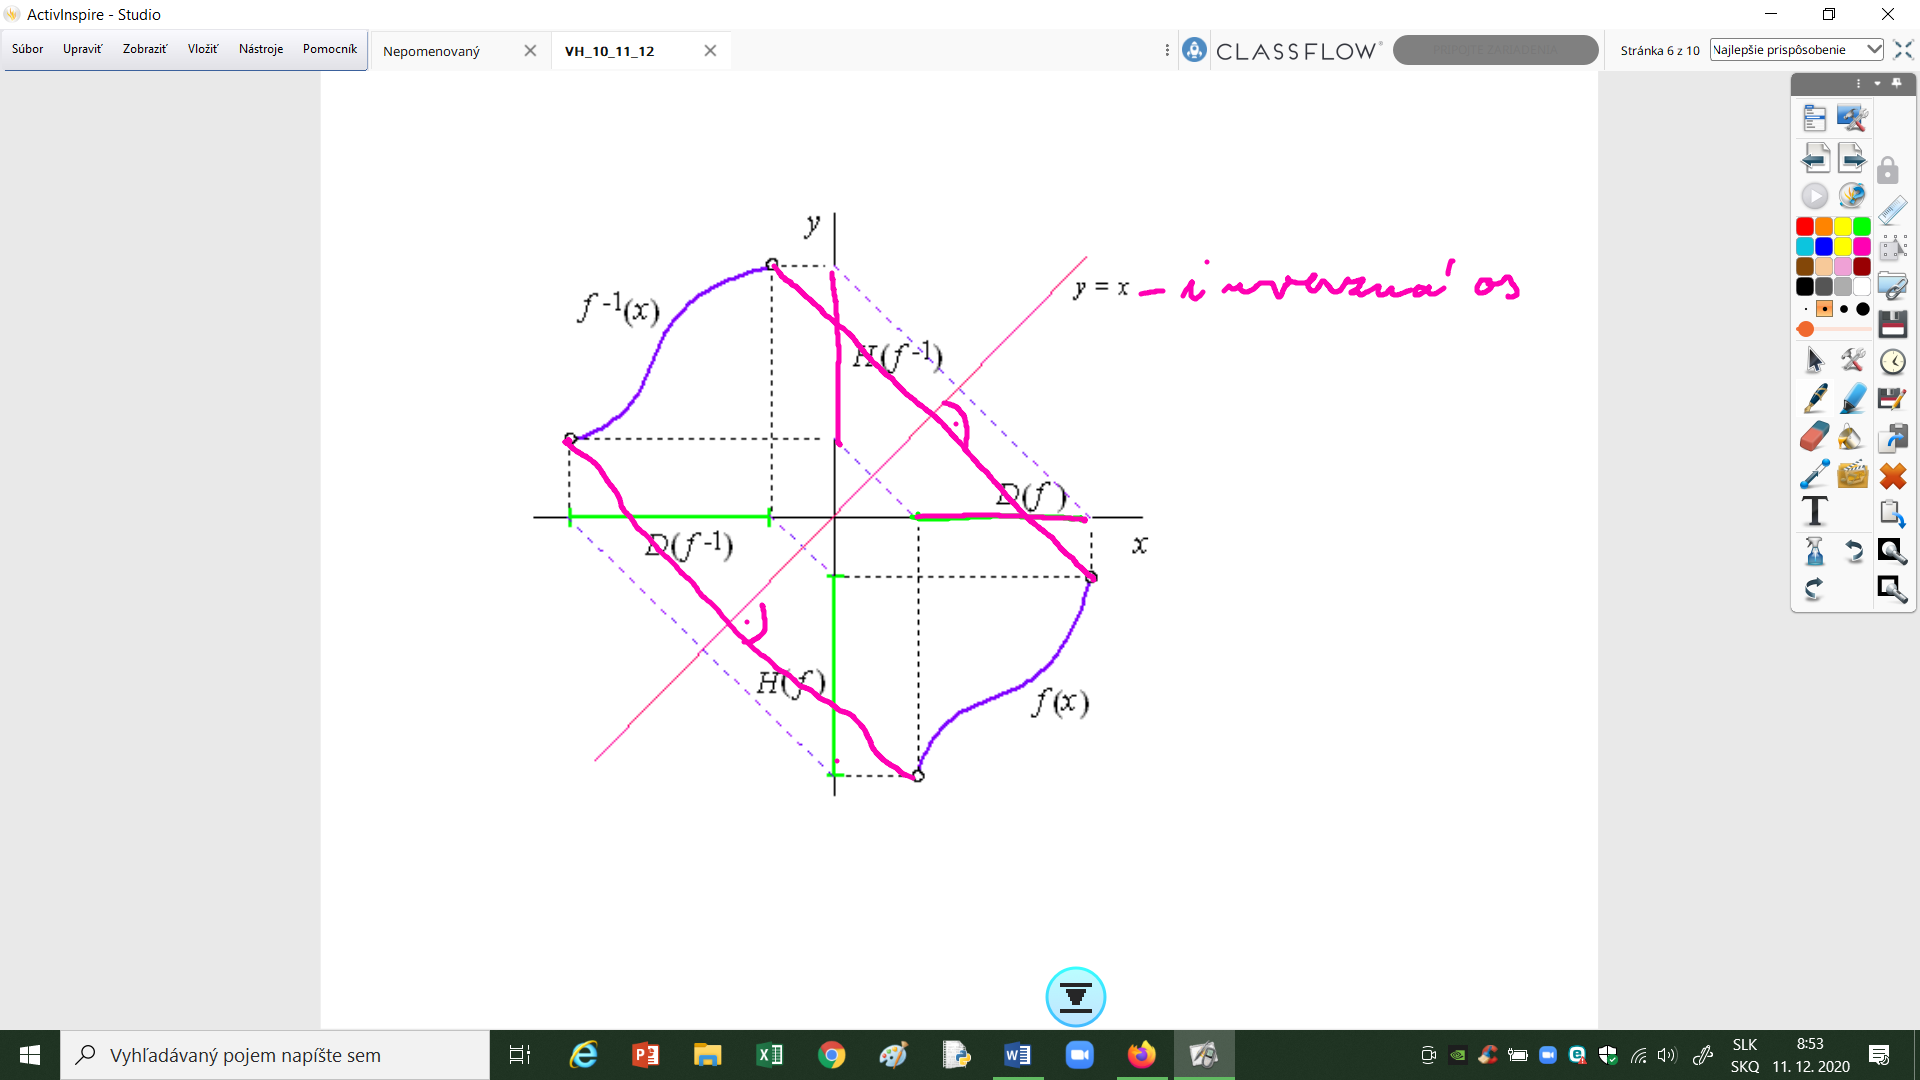 ActivInspire - Studio
Súbor Upraviť Zobraziť Vložiť Nástroje Pomocník
Nepomenovaný
VH_10_11_12
CLASSFLOW
Stránka 6 z 10
Najlepšie prispôsobenie
y
y = x - inverzná os
f⁻¹(x)
H(f⁻¹)
D(f)
D(f⁻¹)
x
H(f)
f(x)
T
Vyhľadávaný pojem napíšte sem
SLK 8:53
SKQ 11. 12. 2020